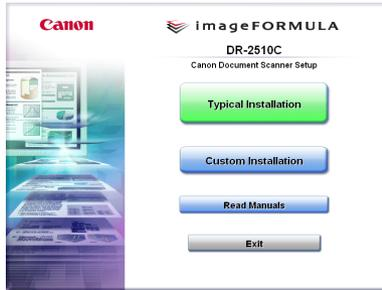 Canon
imageFORMULA
DR-2510C
Canon Document Scanner Setup
Typical Installation
Custom Installation
Read Manuals
Exit